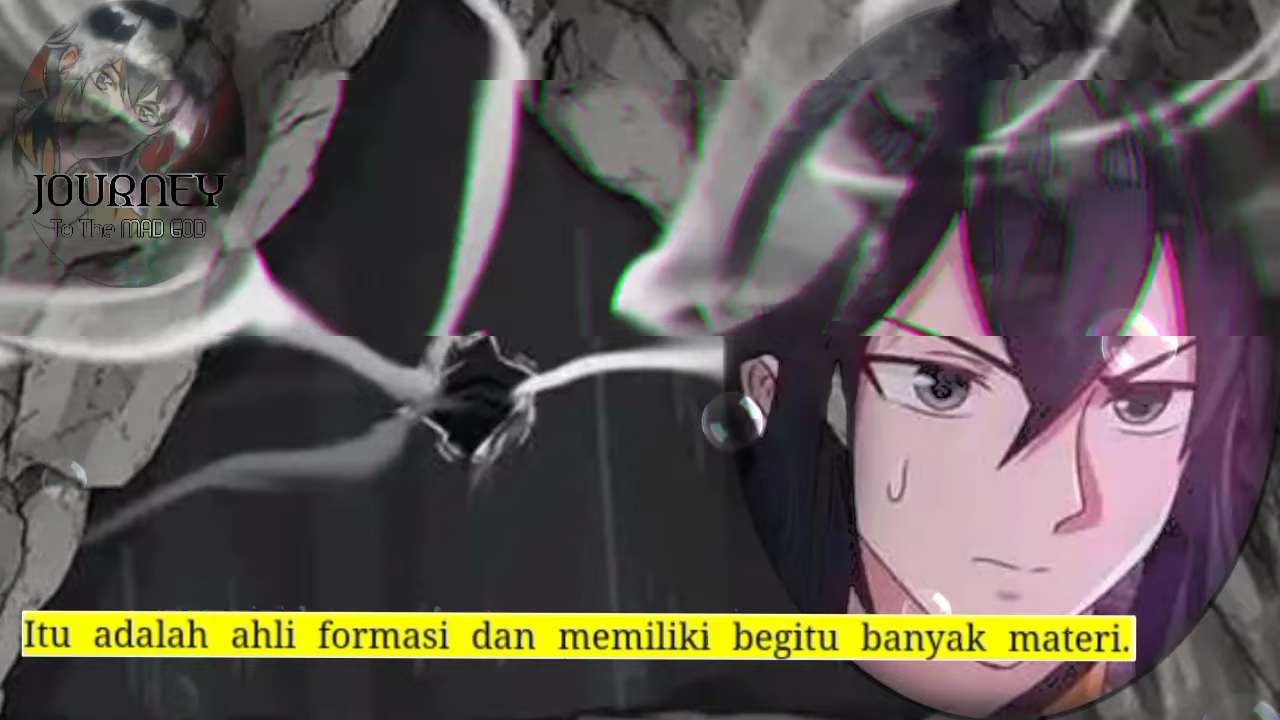 JOURNEY
To The MAD GOD
Itu adalah ahli formasi dan memiliki begitu banyak materi.